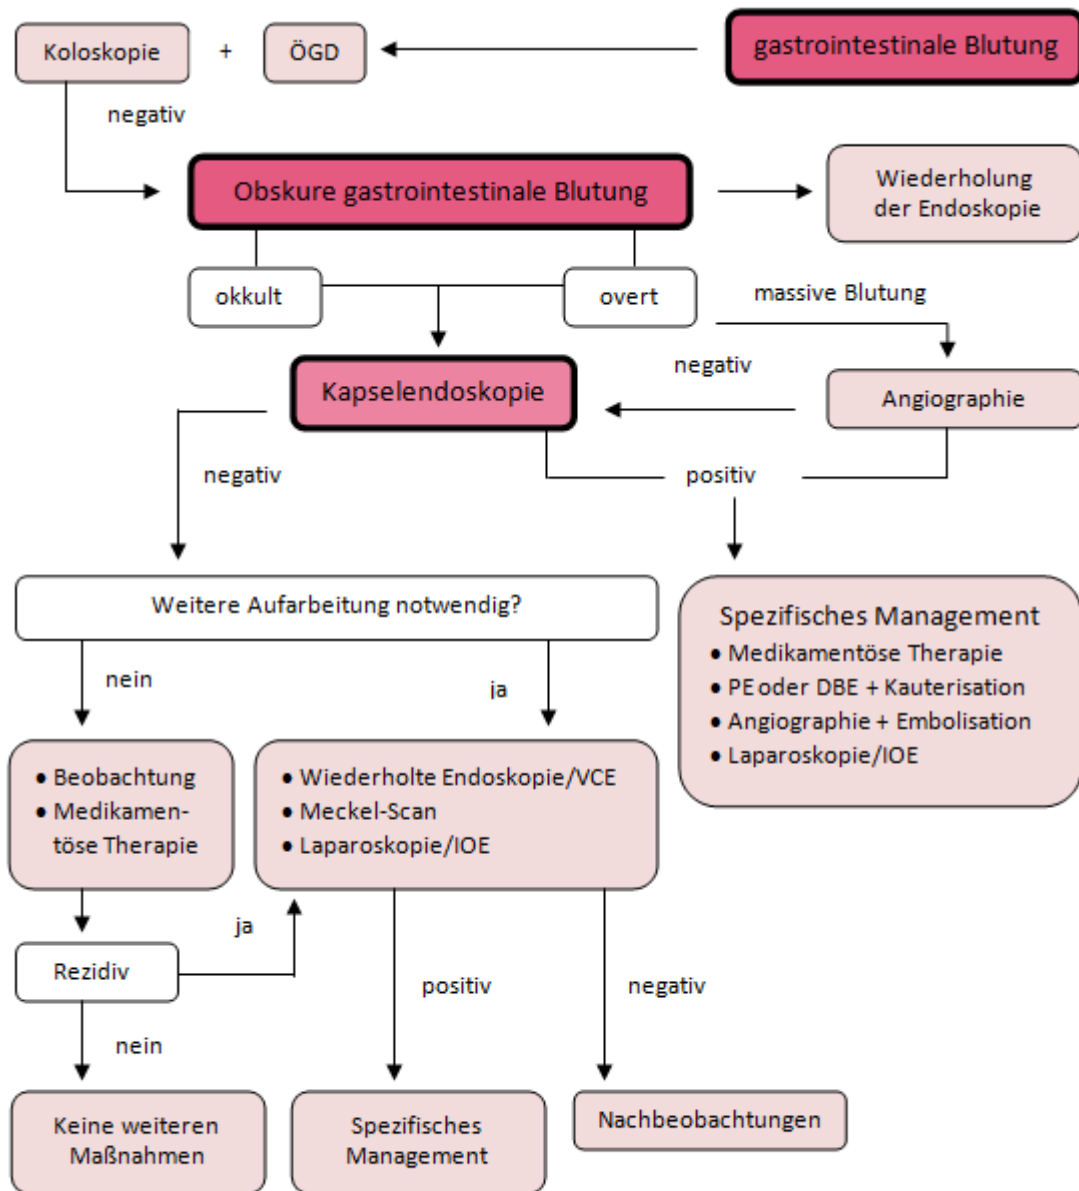 Koloskopie
+
ÖGD
gastrointestinale Blutung
negativ
Obskure gastrointestinale Blutung
Wiederholung
der Endoskopie
okkult
overt
massive Blutung
negativ
Kapselendoskopie
Angiographie
negativ
positiv
Weitere Aufarbeitung notwendig?
Spezifisches Management
• Medikamentöse Therapie
• PE oder DBE + Kauterisation
• Angiographie + Embolisation
• Laparoskopie/IOE
nein
ja
• Beobachtung
• Medikamen-
töse Therapie
• Wiederholte Endoskopie/VCE
• Meckel-Scan
• Laparoskopie/IOE
ja
Rezidiv
positiv
negativ
nein
Keine weiteren
Maßnahmen
Spezifisches
Management
Nachbeobachtungen